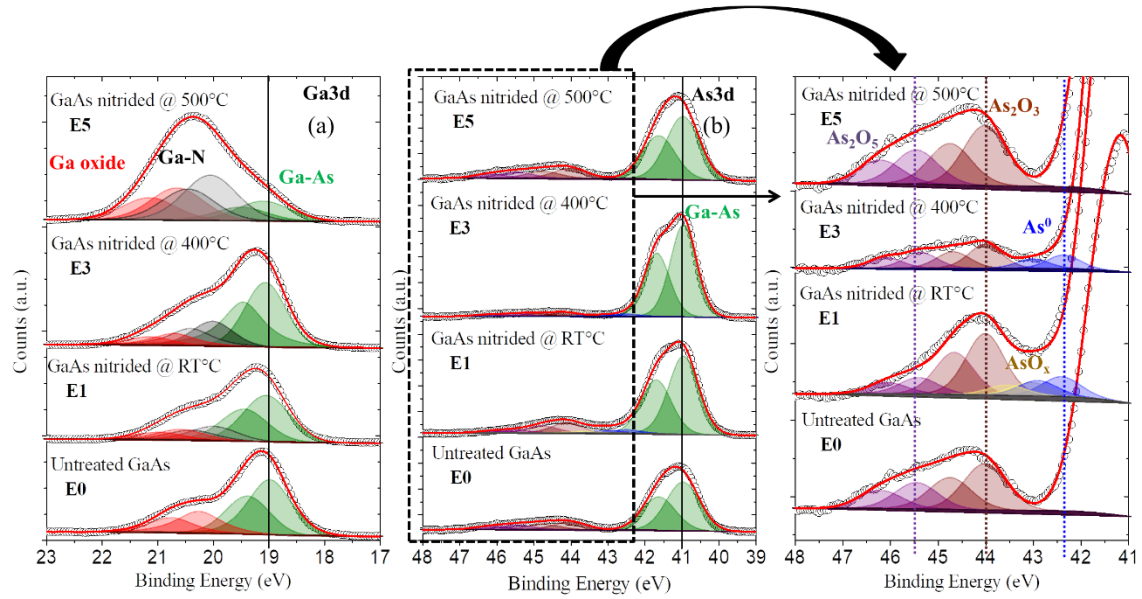 GaAs nitrided @ 500°C
E5
Ga3d
(a)
Ga oxide
Ga-N
Ga-As
GaAs nitrided @ 400°C
E3
GaAs nitrided @ RT°C
E1
Untreated GaAs
E0
Counts (a.u.)
23 22 21 20 19 18 17
Binding Energy (eV)
GaAs nitrided @ 500°C
E5
As3d
(b)
GaAs nitrided @ 400°C
E3
Ga-As
GaAs nitrided @ RT°C
E1
Untreated GaAs
E0
Counts (a.u.)
48 47 46 45 44 43 42 41 40 39
Binding Energy (eV)
GaAs nitrided @ 500°C
E5
As₂O₃
As₂O₅
GaAs nitrided @ 400°C
E3
As⁰
GaAs nitrided @ RT°C
E1
AsOₓ
Untreated GaAs
E0
Counts (a.u.)
48 47 46 45 44 43 42 41
Binding Energy (eV)